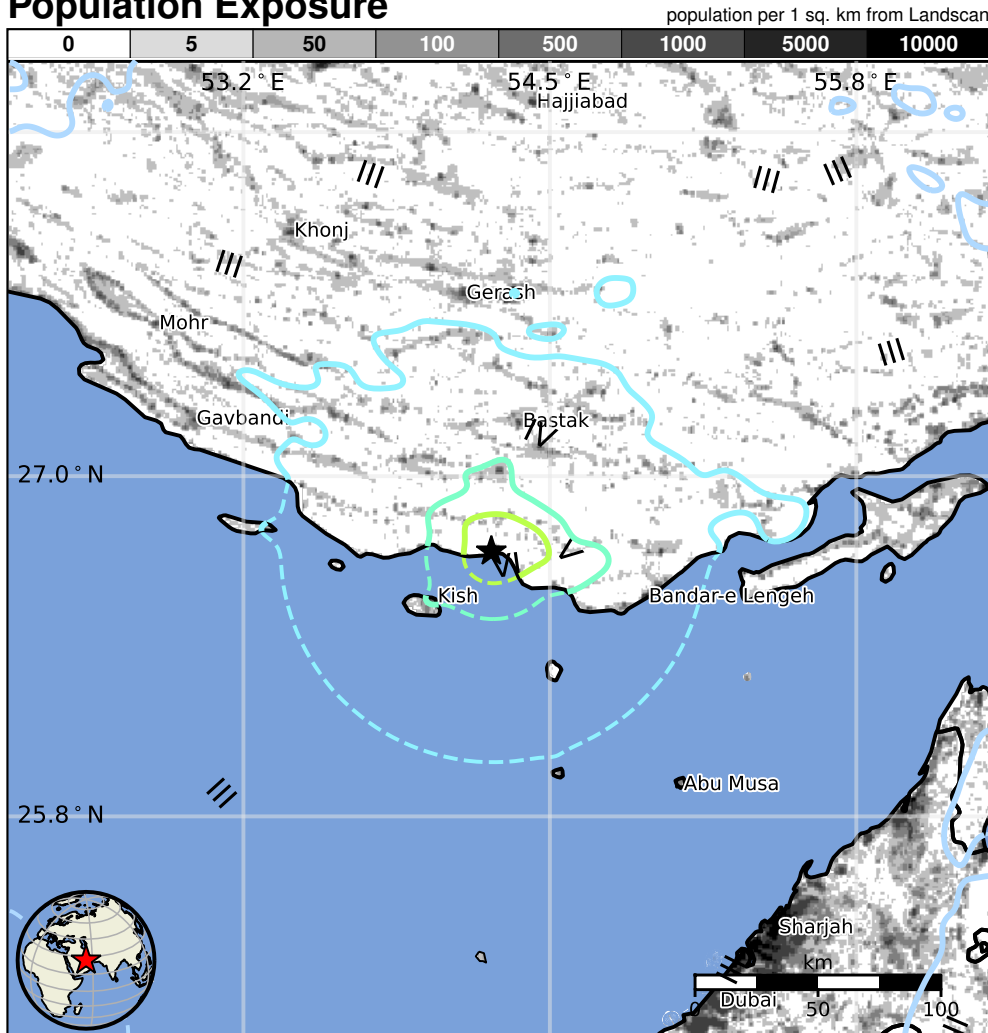 Population Exposure
population per 1 sq. km from Landscan
0 5 50 100 500 1000 5000 10000
53.2°E 54.5°E 55.8°E
Hajjiabad
III III III
Khonj
III
Gerash
Mohr
III
Gavbandi
Bastak
IV
27.0°N
V
IV
Kish
Bandar-e Lengeh
Abu Musa
III
25.8°N
Sharjah
km
III
0 50 100
Dubai